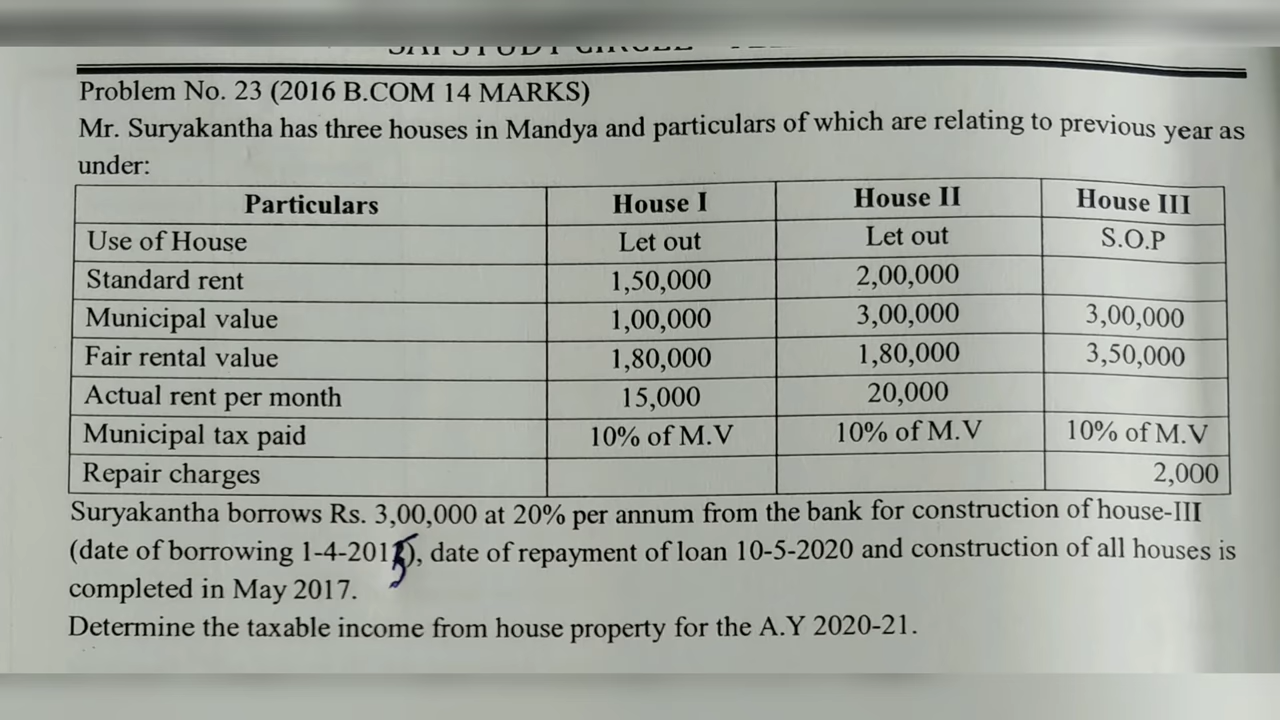 Problem No. 23 (2016 B.COM 14 MARKS)
Mr. Suryakantha has three houses in Mandya and particulars of which are relating to previous year as
under:
Particulars House I House II House III
Use of House Let out Let out S.O.P
Standard rent 1,50,000 2,00,000
Municipal value 1,00,000 3,00,000 3,00,000
Fair rental value 1,80,000 1,80,000 3,50,000
Actual rent per month 15,000 20,000
Municipal tax paid 10% of M.V 10% of M.V 10% of M.V
Repair charges 2,000
Suryakantha borrows Rs. 3,00,000 at 20% per annum from the bank for construction of house-III
(date of borrowing 1-4-2015), date of repayment of loan 10-5-2020 and construction of all houses is
completed in May 2017.
Determine the taxable income from house property for the A.Y 2020-21.